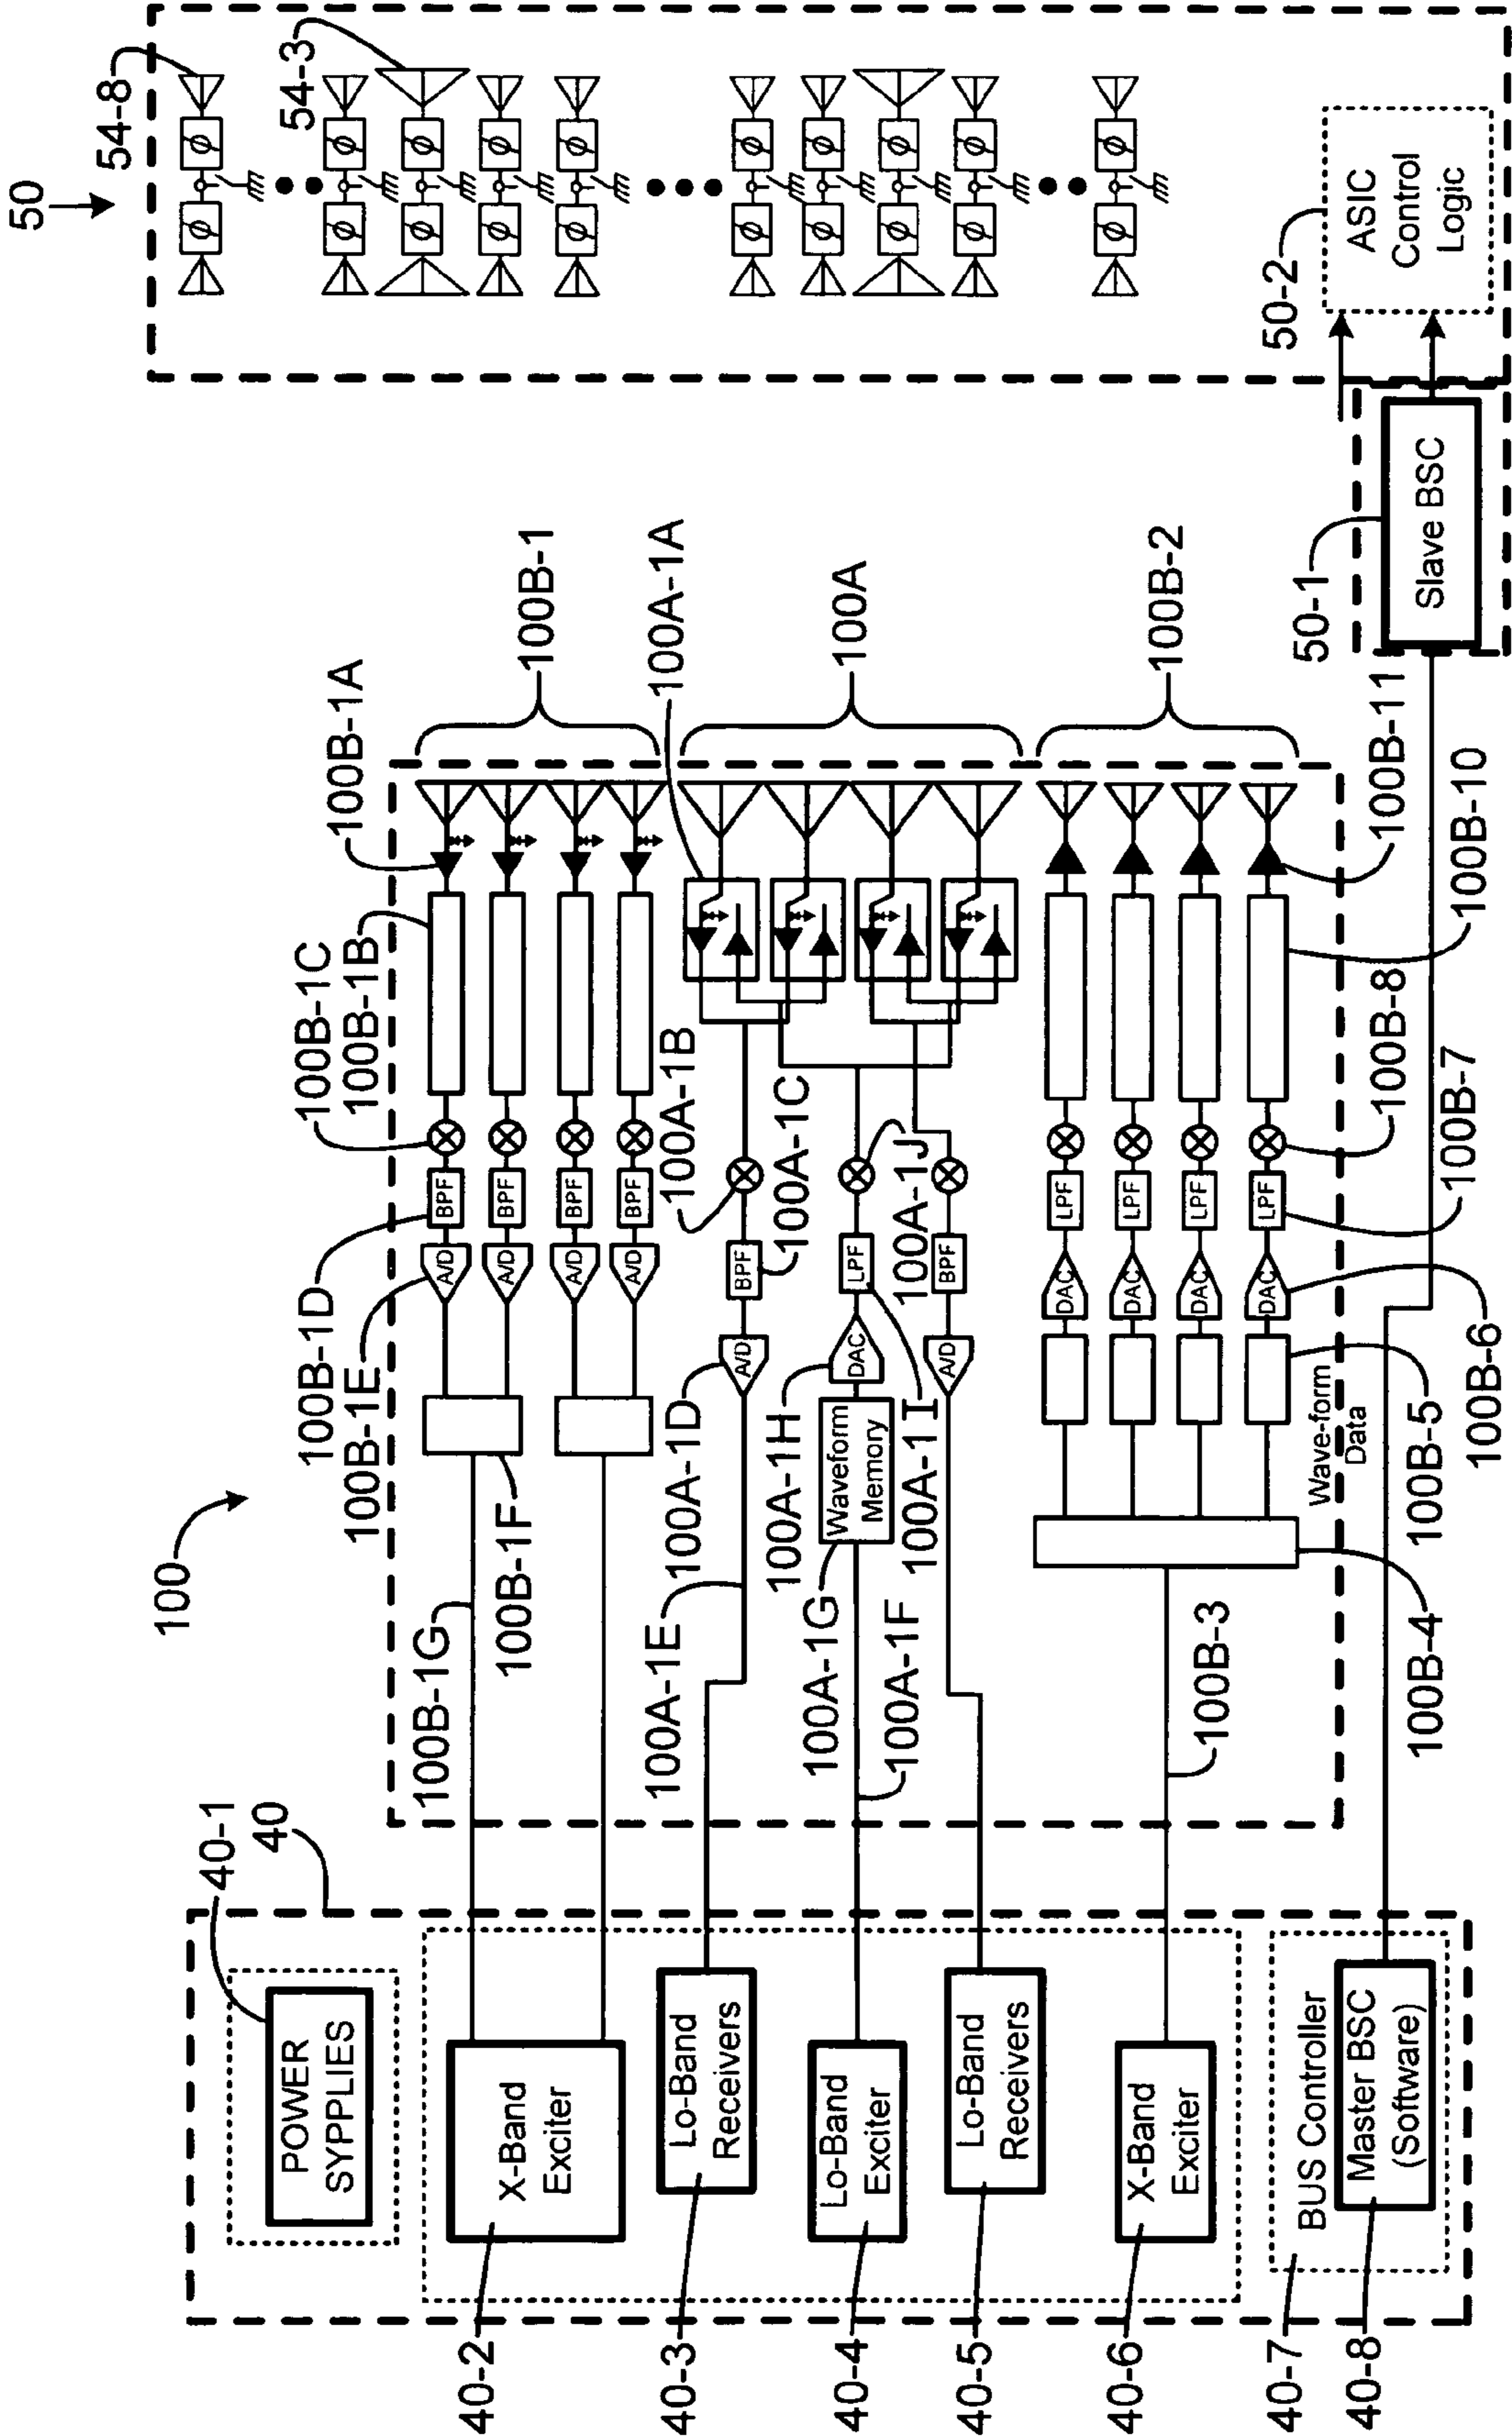 50
54-8
54-3
50-2
ASIC
Control
Logic
50-1
Slave BSC
100
100B-1
100A-1A
100A
100B-2
100B-1A
100B-1C
100B-1B
100B-1D
100B-1E
BPF
BPF
BPF
BPF
A/D
A/D
A/D
A/D
100B-1F
100B-1G
100A-1B
100A-1C
BPF
A/D
100A-1D
100A-1E
100A-1J
LPF
DAC
100A-1H
100A-1I
Waveform
Memory
100A-1G
100A-1F
BPF
A/D
100B-11
100B-10
100B-8
100B-7
LPF
LPF
LPF
LPF
DAC
DAC
DAC
DAC
100B-6
100B-5
Wave-form
Data
100B-4
100B-3
40-1
40
POWER
SYPPLIES
X-Band
Exciter
Lo-Band
Receivers
Lo-Band
Exciter
Lo-Band
Receivers
X-Band
Exciter
BUS Controller
Master BSC
(Software)
40-2
40-3
40-4
40-5
40-6
40-7
40-8